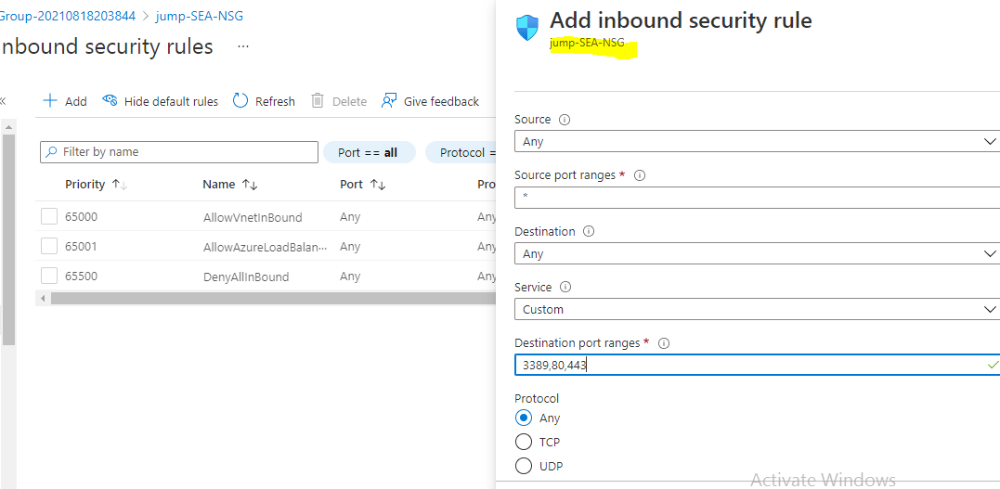 Group-20210818203844 > jump-SEA-NSG
nbound security rules ...
Add Hide default rules Refresh Delete Give feedback
Filter by name Port == all Protocol =
Priority Name Port Pro
65000 AllowVnetInBound Any Any
65001 AllowAzureLoadBalan... Any Any
65500 DenyAllInBound Any Any
Add inbound security rule
jump-SEA-NSG
Source
Any
Source port ranges *
*
Destination
Any
Service
Custom
Destination port ranges *
3389,80,443
Protocol
Any
TCP
UDP
Activate Windows